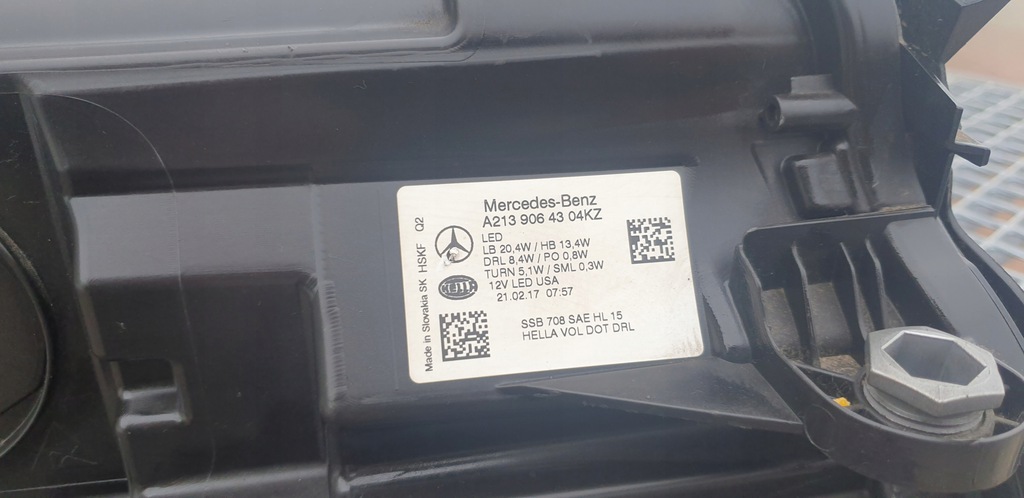 Mercedes-Benz
A213 906 43 04KZ
LED
LB 20,4W / HB 13,4W
DRL 8,4W / PO 0,8W
TURN 5,1W / SML 0,3W
12V LED USA
21.02.17 07:57
SSB 708 SAE HL 15
HELLA VOL DOT DRL
Made in Slovakia SK HSKF Q2
HELLA